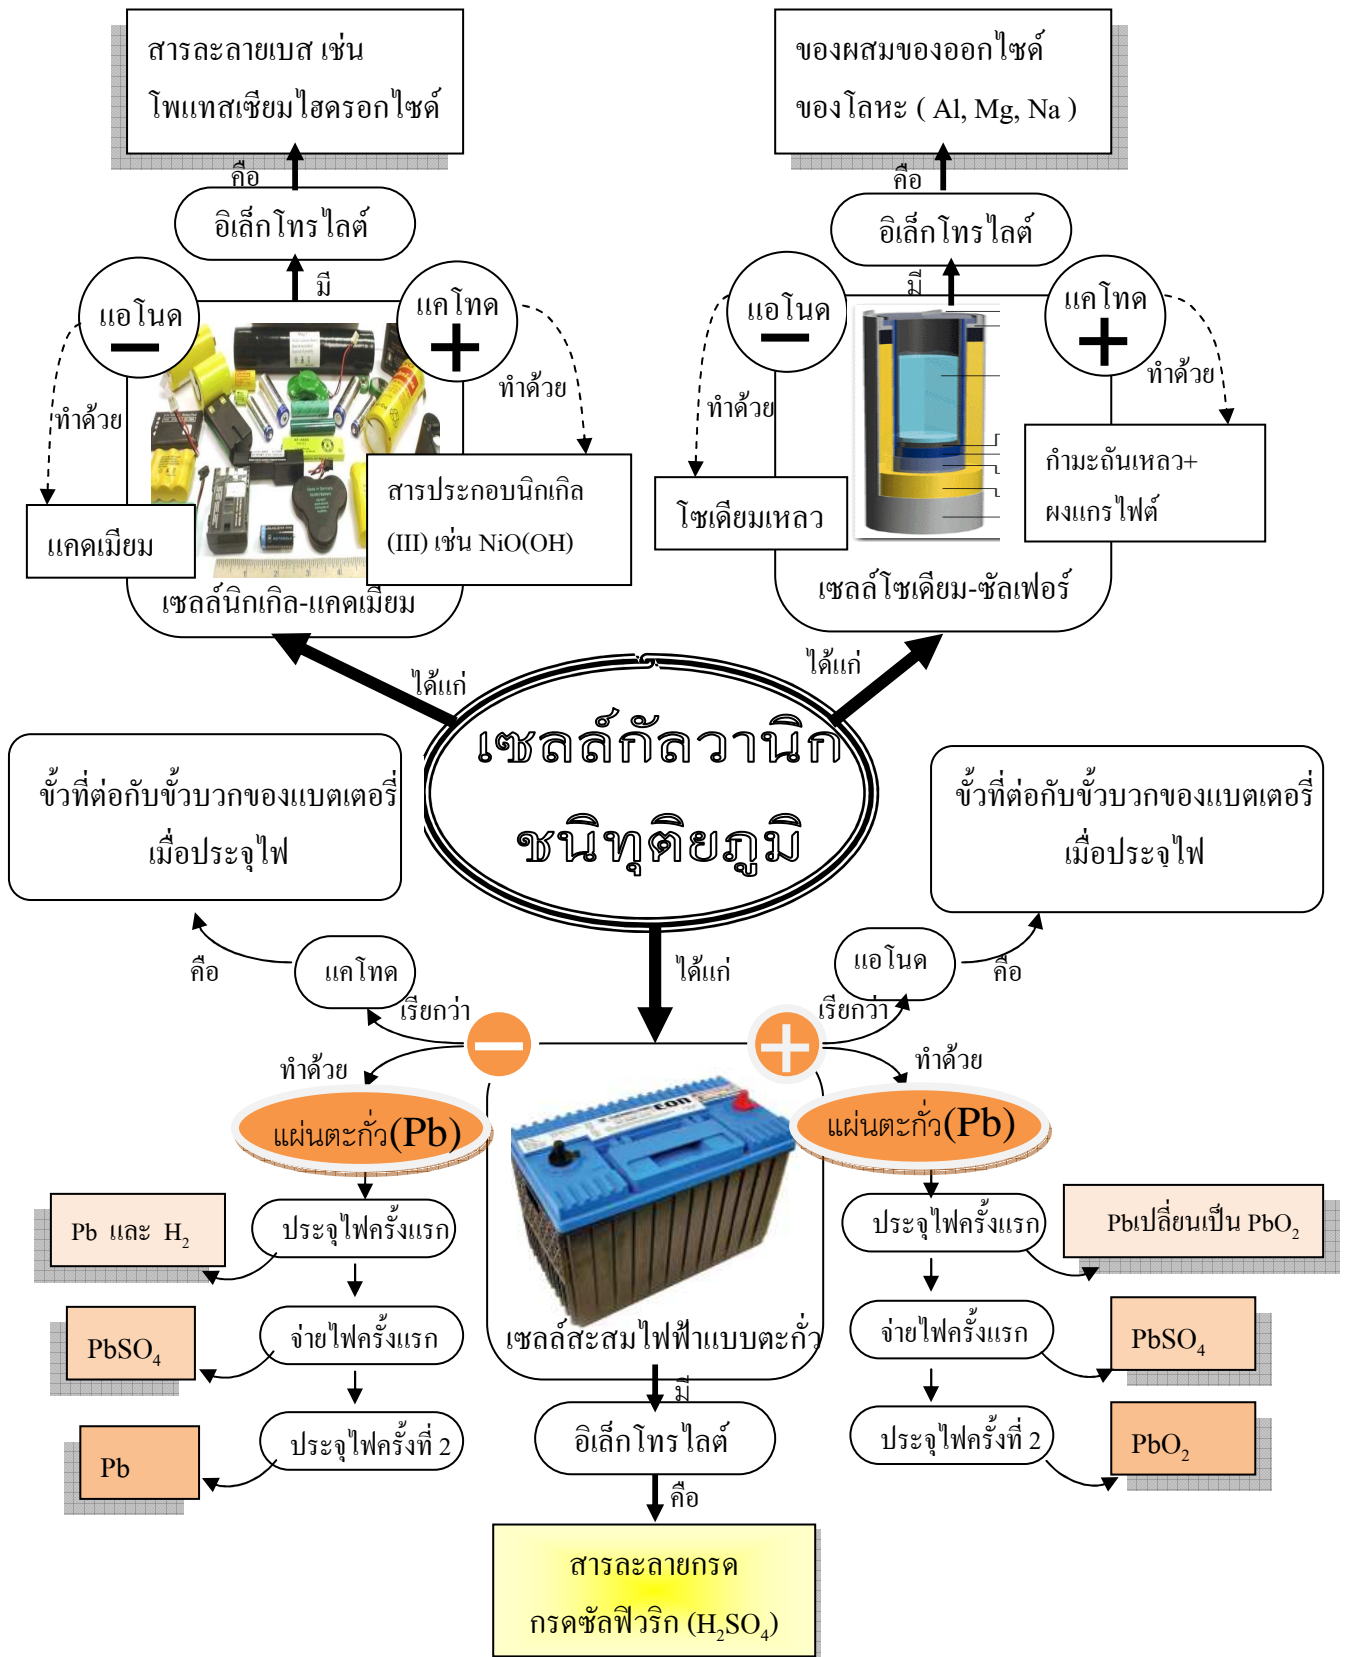 สารละลายเบส เช่น
โพแทสเซียมไฮดรอกไซด์
ของผสมของออกไซด์
ของโลหะ ( Al, Mg, Na )
คือ
คือ
อิเล็กโทรไลต์
อิเล็กโทรไลต์
มี
มี
แอโนด
แคโทด
แอโนด
แคโทด
ทำด้วย
ทำด้วย
ทำด้วย
ทำด้วย
แคดเมียม
สารประกอบนิกเกิล
(III) เช่น NiO(OH)
โซเดียมเหลว
กำมะถันเหลว+
ผงแกรไฟต์
เซลล์นิกเกิล-แคดเมียม
เซลล์โซเดียม-ซัลเฟอร์
ได้แก่
ได้แก่
เซลล์กัลวานิก
ชนิทุติยภูมิ
ขั้วที่ต่อกับขั้วบวกของแบตเตอรี่
เมื่อประจุไฟ
ขั้วที่ต่อกับขั้วบวกของแบตเตอรี่
เมื่อประจุไฟ
คือ
แคโทด
ได้แก่
แอโนด
คือ
เรียกว่า
เรียกว่า
ทำด้วย
ทำด้วย
แผ่นตะกั่ว(Pb)
EON
แผ่นตะกั่ว(Pb)
Pb และ H₂
ประจุไฟครั้งแรก
ประจุไฟครั้งแรก
Pbเปลี่ยนเป็น PbO₂
PbSO₄
จ่ายไฟครั้งแรก
เซลล์สะสมไฟฟ้าแบบตะกั่ว
จ่ายไฟครั้งแรก
PbSO₄
มี
Pb
ประจุไฟครั้งที่ 2
อิเล็กโทรไลต์
ประจุไฟครั้งที่ 2
PbO₂
คือ
สารละลายกรด
กรดซัลฟิวริก (H₂SO₄)